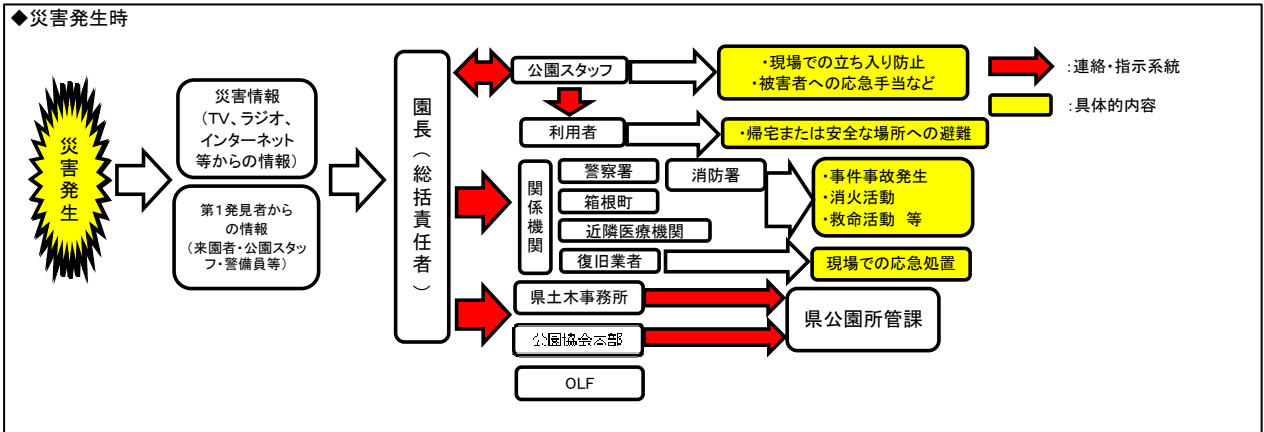 ◆災害発生時
災害発生
災害情報
(TV、ラジオ、
インターネット
等からの情報)
第1発見者から
の情報
(来園者・公園スタッ
フ・警備員等)
園長(総括責任者)
公園スタッフ
・現場での立ち入り防止
・被害者への応急手当など
利用者
・帰宅または安全な場所への避難
関係機関
警察署
消防署
箱根町
近隣医療機関
復旧業者
・事件事故発生
・消火活動
・救命活動 等
現場での応急処置
県土木事務所
公園協会本部
OLF
県公園所管課
:連絡・指示系統
:具体的内容